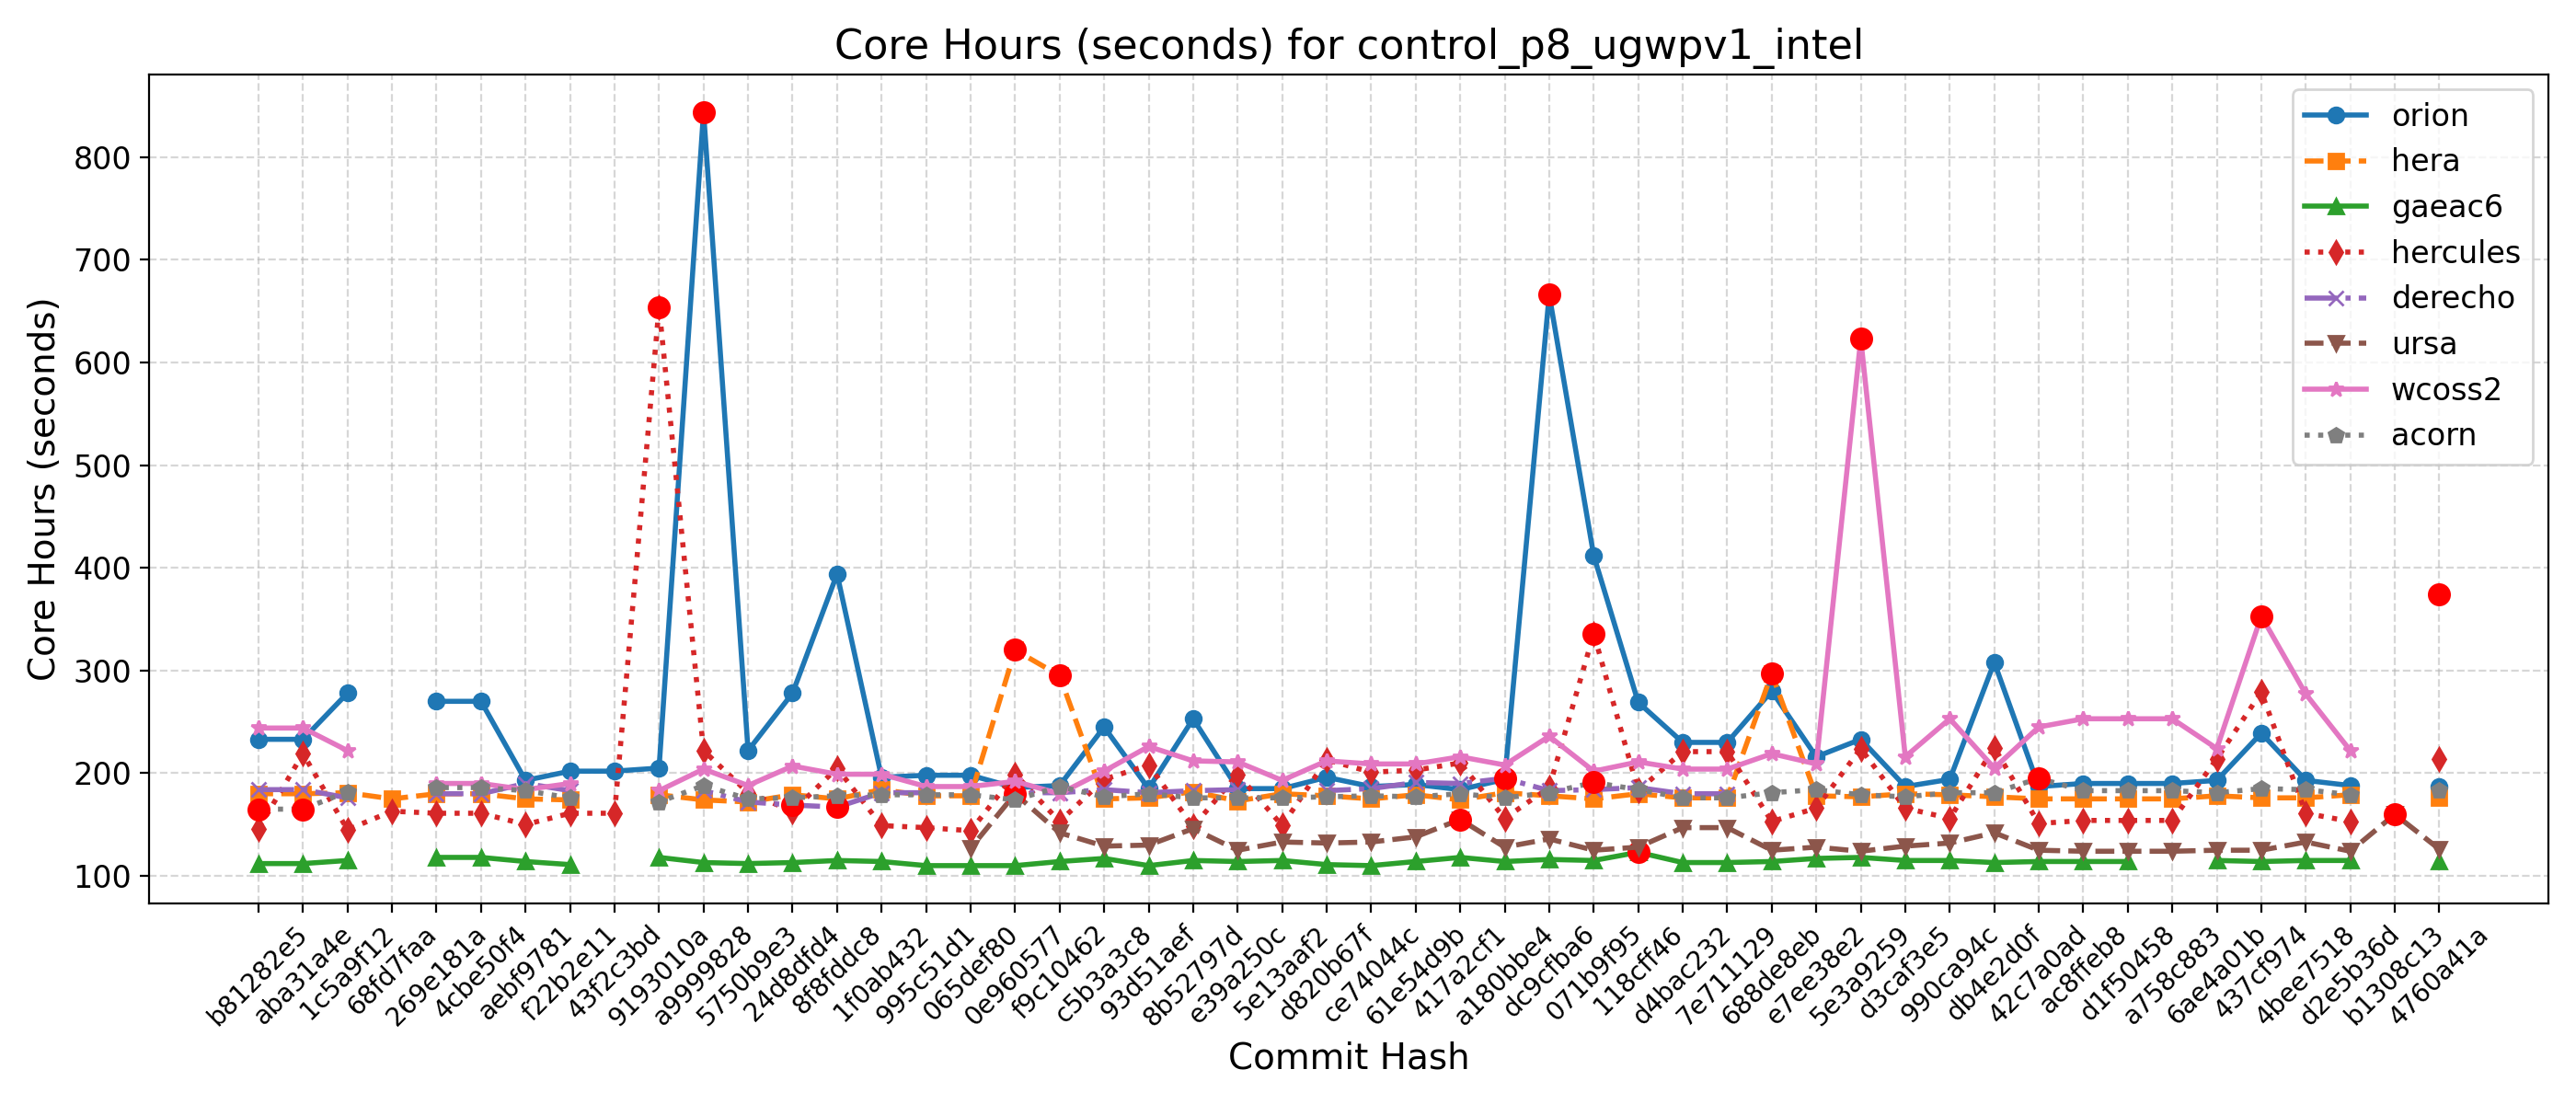 Core Hours (seconds) for control_p8_ugwpv1_intel
Core Hours (seconds)
800
700
600
500
400
300
200
100
orion
hera
gaeac6
hercules
derecho
ursa
wcoss2
acorn
b81282e5
aba31a4e
1c5a9f12
68fd7faa
269e181a
4cbe50f4
aebf9781
f22b2e11
43f2c3bd
9193010a
a9999828
5750b9e3
24d8dfd4
8f8fddc8
1f0ab432
995c51d1
065def80
0e960577
f9c10462
c5b3a3c8
93d51aef
8b52797d
e39a250c
5e13aaf2
d820b67f
ce74044c
61e54d9b
417a2cf1
a180bbe4
dc9cfba6
071b9f95
118cff46
d4bac232
7e711129
688de8eb
e7ee38e2
5e3a9259
d3caf3e5
990ca94c
db4e2d0f
42c7a0ad
ac8ffeb8
d1f50458
a758c883
6ae4a01b
437cf974
4bee7518
d2e5b36d
b1308c13
4760a41a
Commit Hash